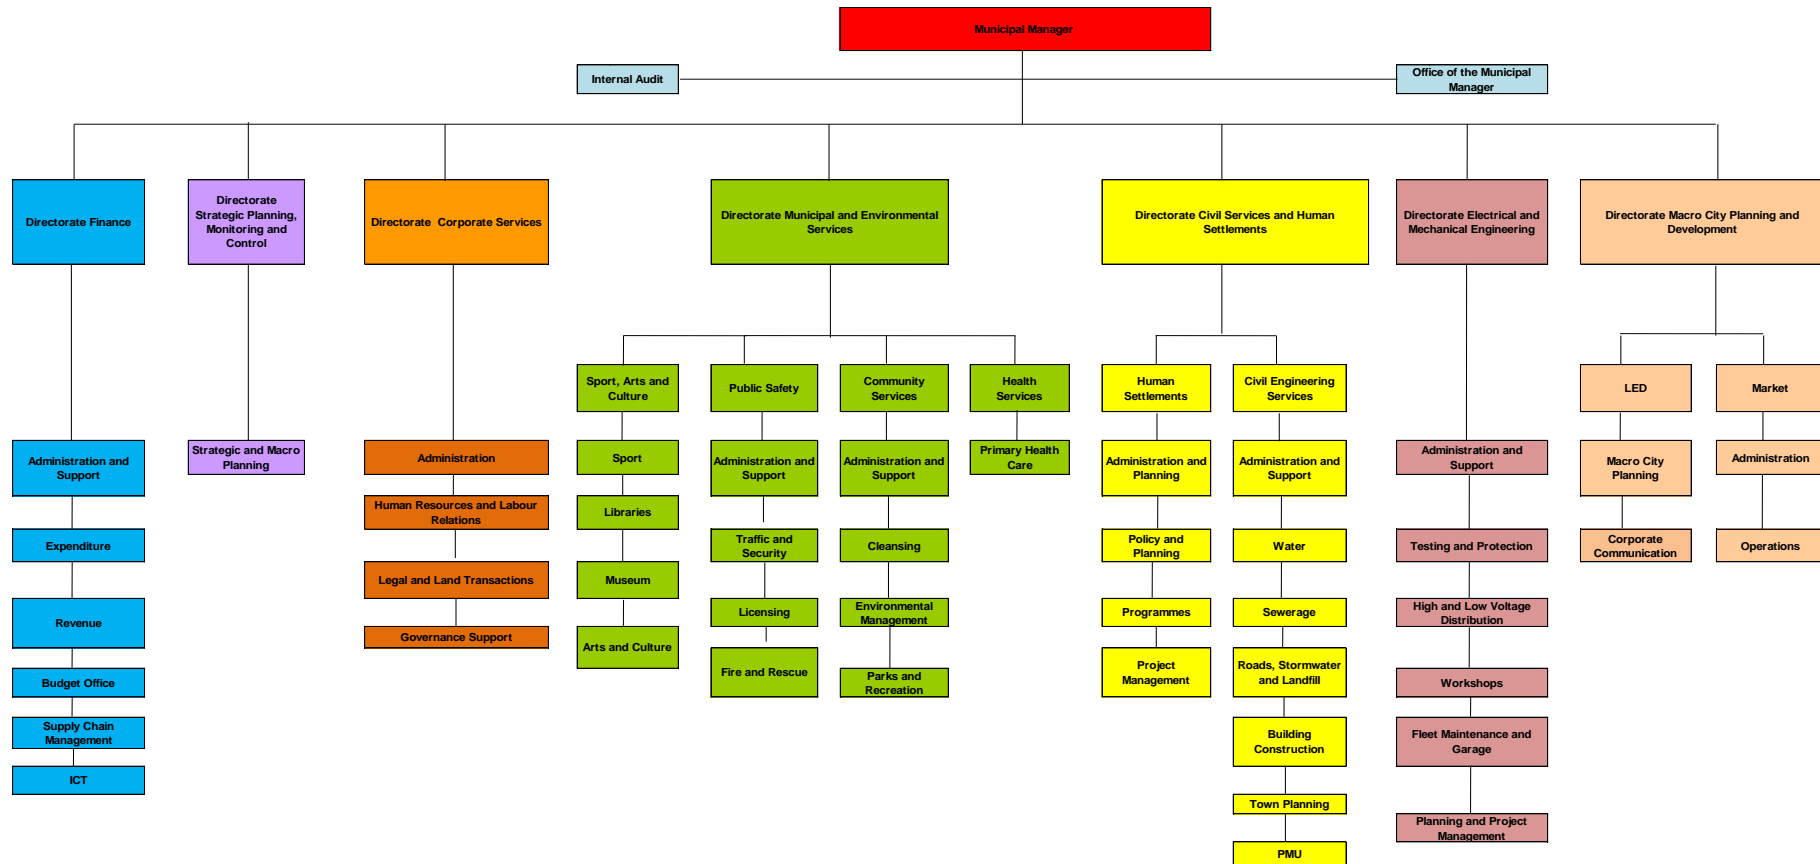 Municipal Manager
Internal Audit
Office of the Municipal
Manager
Directorate Finance
Directorate
Strategic Planning,
Monitoring and
Control
Directorate  Corporate Services
Directorate Municipal and Environmental
Services
Directorate Civil Services and Human
Settlements
Directorate Electrical and
Mechanical Engineering
Directorate Macro City Planning and
Development
Sport, Arts and
Culture
Public Safety
Community
Services
Health
Services
Human
Settlements
Civil Engineering
Services
LED
Market
Administration and
Support
Strategic and Macro
Planning
Administration
Sport
Administration and
Support
Administration and
Support
Primary Health
Care
Administration and
Planning
Administration and
Support
Administration and
Support
Macro City
Planning
Administration
Human Resources and Labour
Relations
Libraries
Expenditure
Traffic and
Security
Cleansing
Policy and
Planning
Water
Testing and Protection
Corporate
Communication
Operations
Legal and Land Transactions
Museum
Revenue
Licensing
Environmental
Management
Programmes
Sewerage
High and Low Voltage
Distribution
Governance Support
Arts and Culture
Fire and Rescue
Parks and
Recreation
Project
Management
Roads, Stormwater
and Landfill
Budget Office
Workshops
Supply Chain
Management
Building
Construction
Fleet Maintenance and
Garage
ICT
Town Planning
Planning and Project
Management
PMU